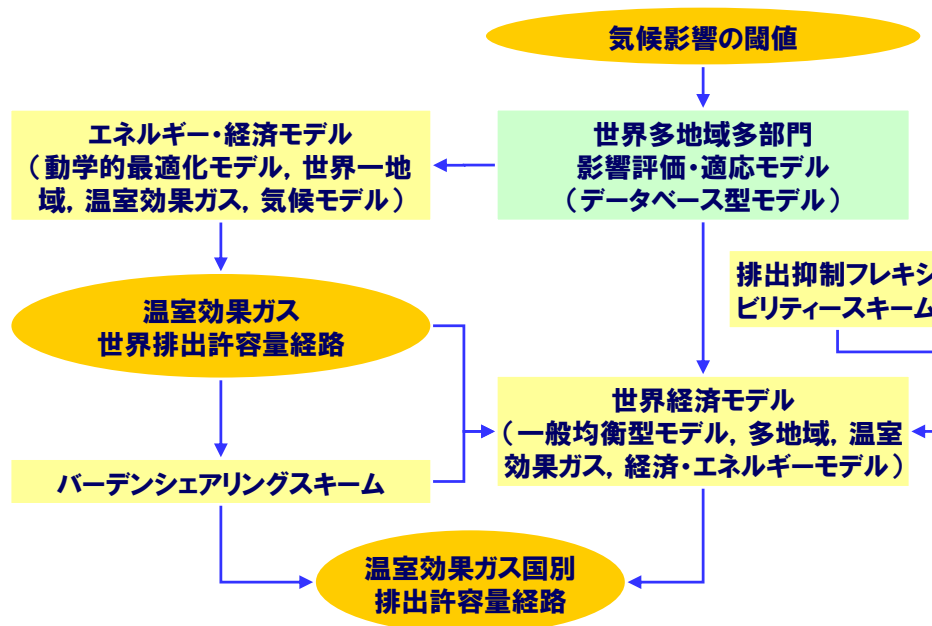 気候影響の閾値
エネルギー・経済モデル
（動学的最適化モデル, 世界一地
域, 温室効果ガス, 気候モデル）
世界多地域多部門
影響評価・適応モデル
（データベース型モデル）
排出抑制フレキシ
ビリティースキーム
温室効果ガス
世界排出許容量経路
世界経済モデル
（一般均衡型モデル, 多地域, 温室
効果ガス, 経済・エネルギーモデル）
バーデンシェアリングスキーム
温室効果ガス国別
排出許容量経路